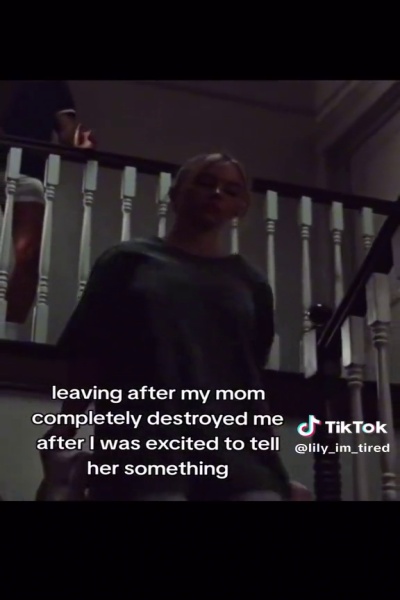 leaving after my mom
completely destroyed me
after I was excited to tell
her something
TikTok
@lily_im_tired